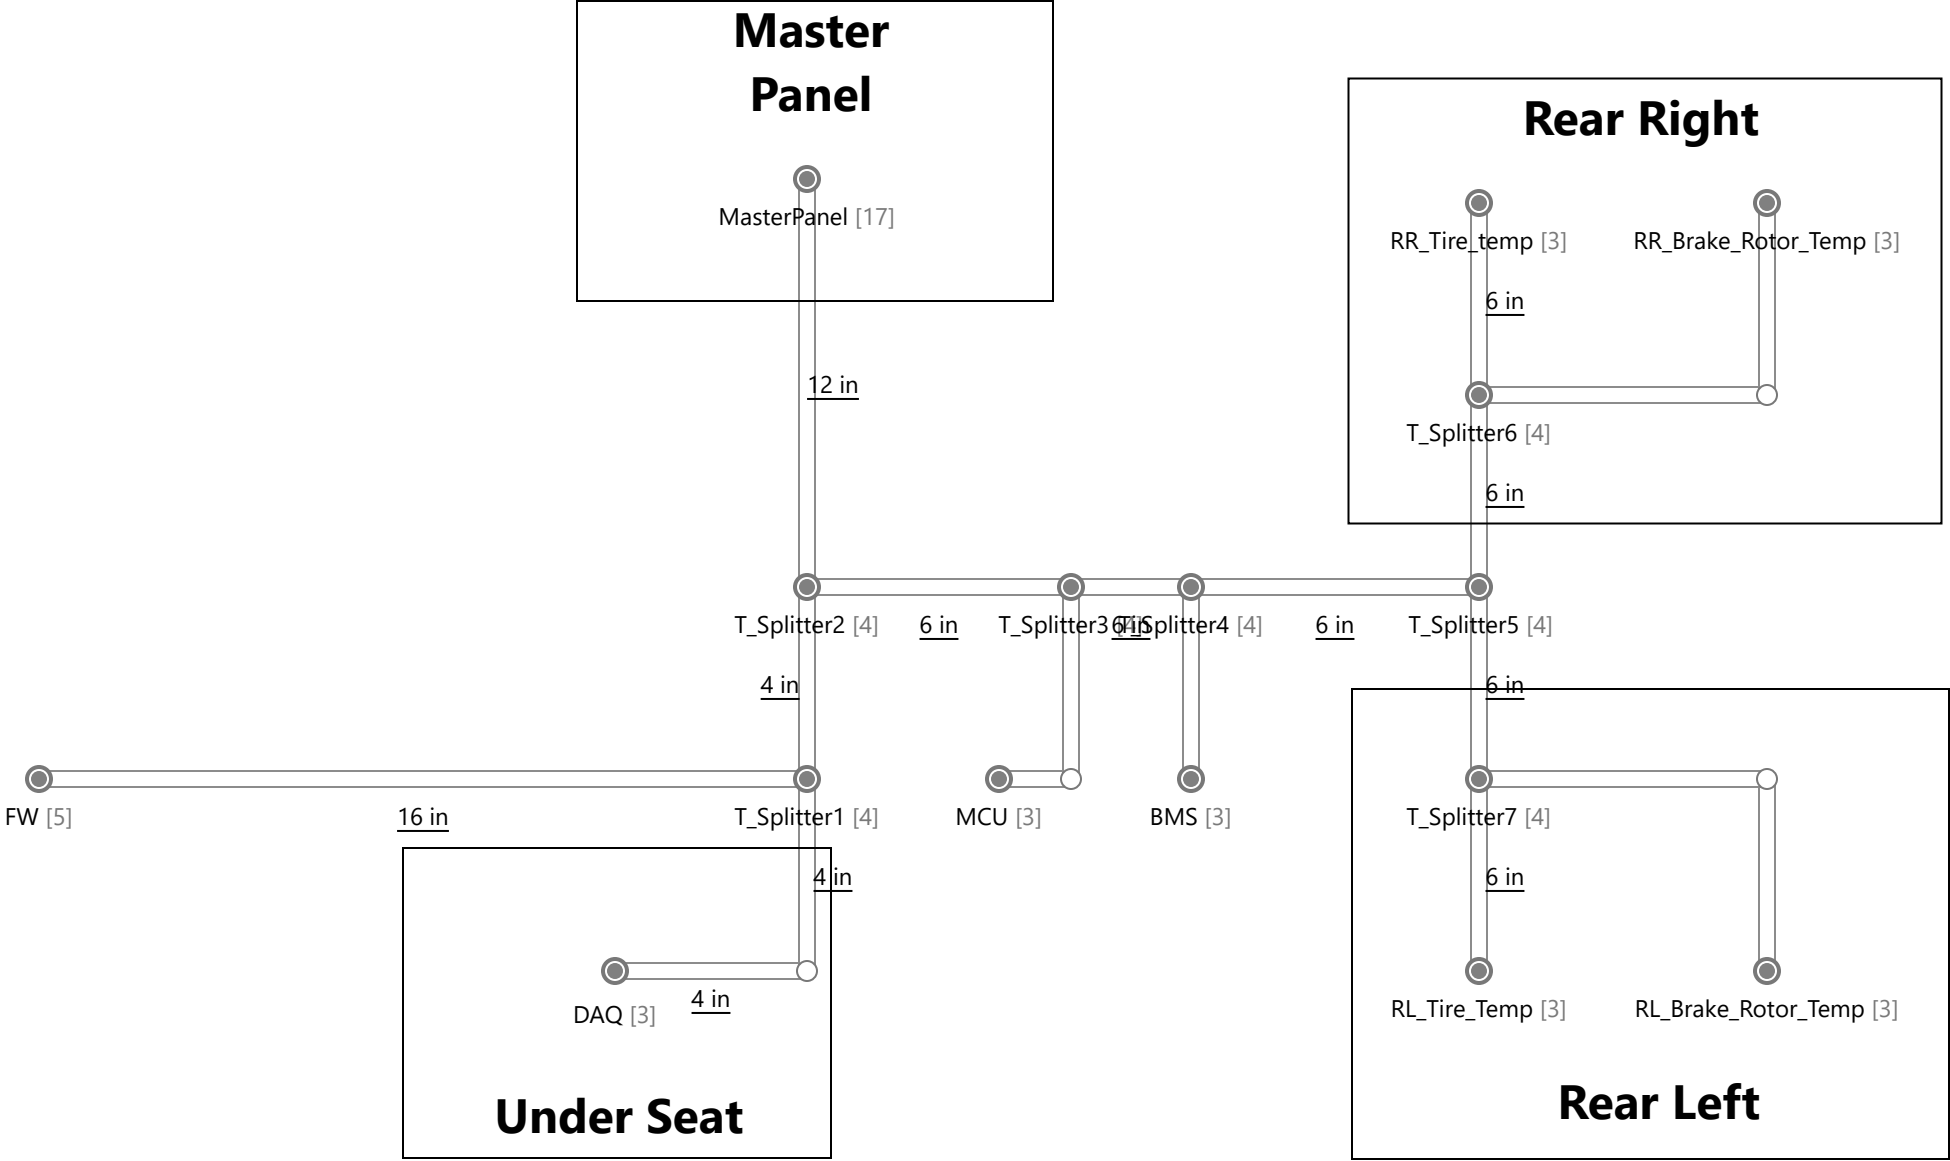 Master
Panel
MasterPanel [17]
12 in
Rear Right
RR_Tire_temp [3]
RR_Brake_Rotor_Temp [3]
6 in
T_Splitter6 [4]
6 in
T_Splitter2 [4]
6 in
T_Splitter3 [4]
6 in
T_Splitter4 [4]
6 in
T_Splitter5 [4]
4 in
6 in
FW [5]
16 in
T_Splitter1 [4]
MCU [3]
BMS [3]
T_Splitter7 [4]
4 in
6 in
DAQ [3]
4 in
RL_Tire_Temp [3]
RL_Brake_Rotor_Temp [3]
Under Seat
Rear Left